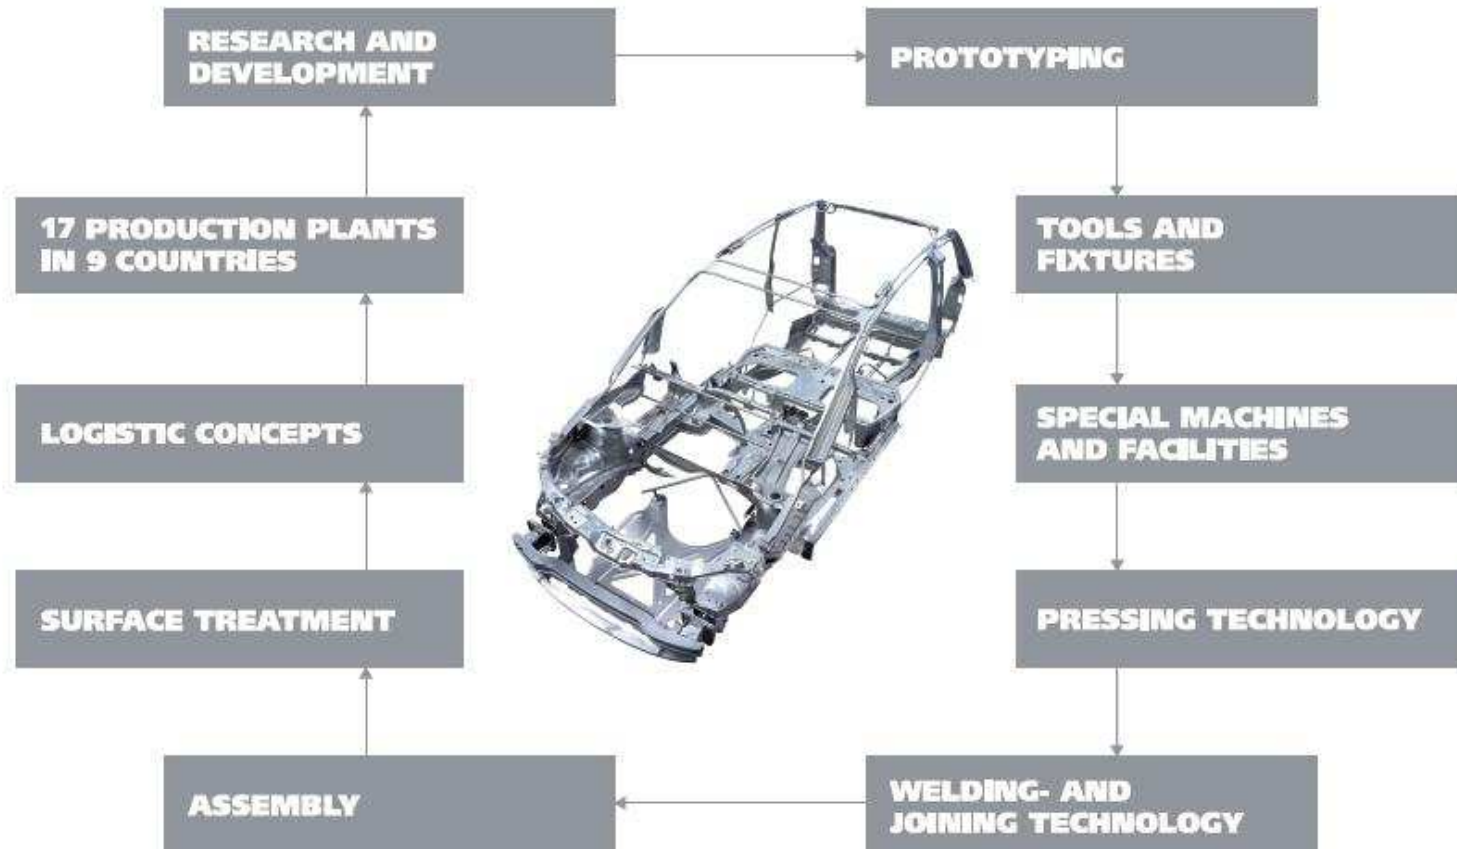 RESEARCH AND
DEVELOPMENT
PROTOTYPING
17 PRODUCTION PLANTS
IN 9 COUNTRIES
TOOLS AND
FIXTURES
LOGISTIC CONCEPTS
SPECIAL MACHINES
AND FACILITIES
SURFACE TREATMENT
PRESSING TECHNOLOGY
ASSEMBLY
WELDING- AND
JOINING TECHNOLOGY